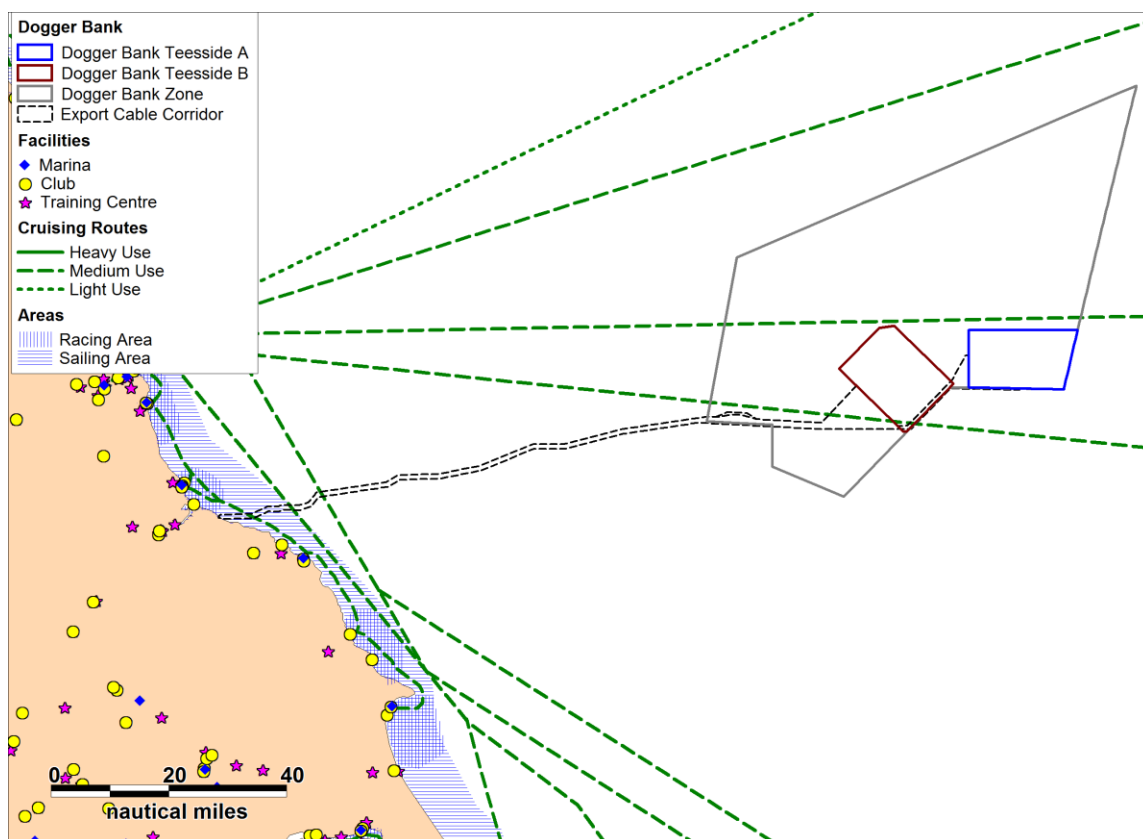 Dogger Bank
Dogger Bank Teesside A
Dogger Bank Teesside B
Dogger Bank Zone
Export Cable Corridor
Facilities
Marina
Club
Training Centre
Cruising Routes
Heavy Use
Medium Use
Light Use
Areas
Racing Area
Sailing Area
0 20 40
nautical miles